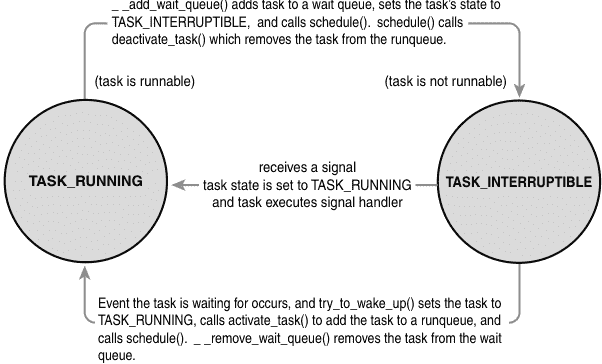 _ _add_wait_queue() adds task to a wait queue, sets the task's state to
TASK_INTERRUPTIBLE, and calls schedule(). schedule() calls
deactivate_task() which removes the task from the runqueue.
(task is runnable)
(task is not runnable)
TASK_RUNNING
receives a signal
task state is set to TASK_RUNNING
and task executes signal handler
TASK_INTERRUPTIBLE
Event the task is waiting for occurs, and try_to_wake_up() sets the task to
TASK_RUNNING, calls activate_task() to add the task to a runqueue, and
calls schedule(). _ _remove_wait_queue() removes the task from the wait
queue.